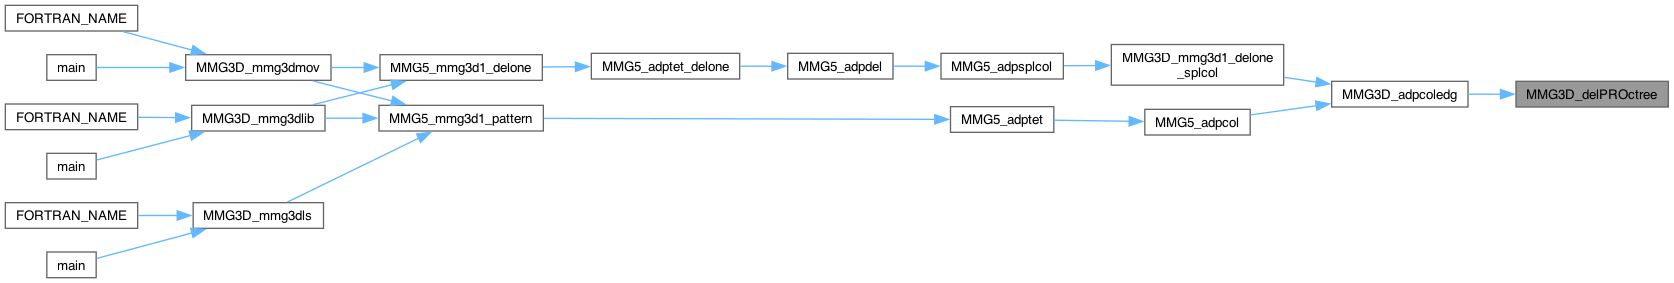 FORTRAN_NAME
main
MMG3D_mmg3dmov
MMG5_mmg3d1_delone
MMG5_adptet_delone
MMG5_adpdel
MMG5_adpsplcol
MMG3D_mmg3d1_delone
_splcol
MMG3D_adpcoledg
MMG3D_delPROctree
FORTRAN_NAME
MMG3D_mmg3dlib
MMG5_mmg3d1_pattern
MMG5_adptet
MMG5_adpcol
main
FORTRAN_NAME
MMG3D_mmg3dls
main